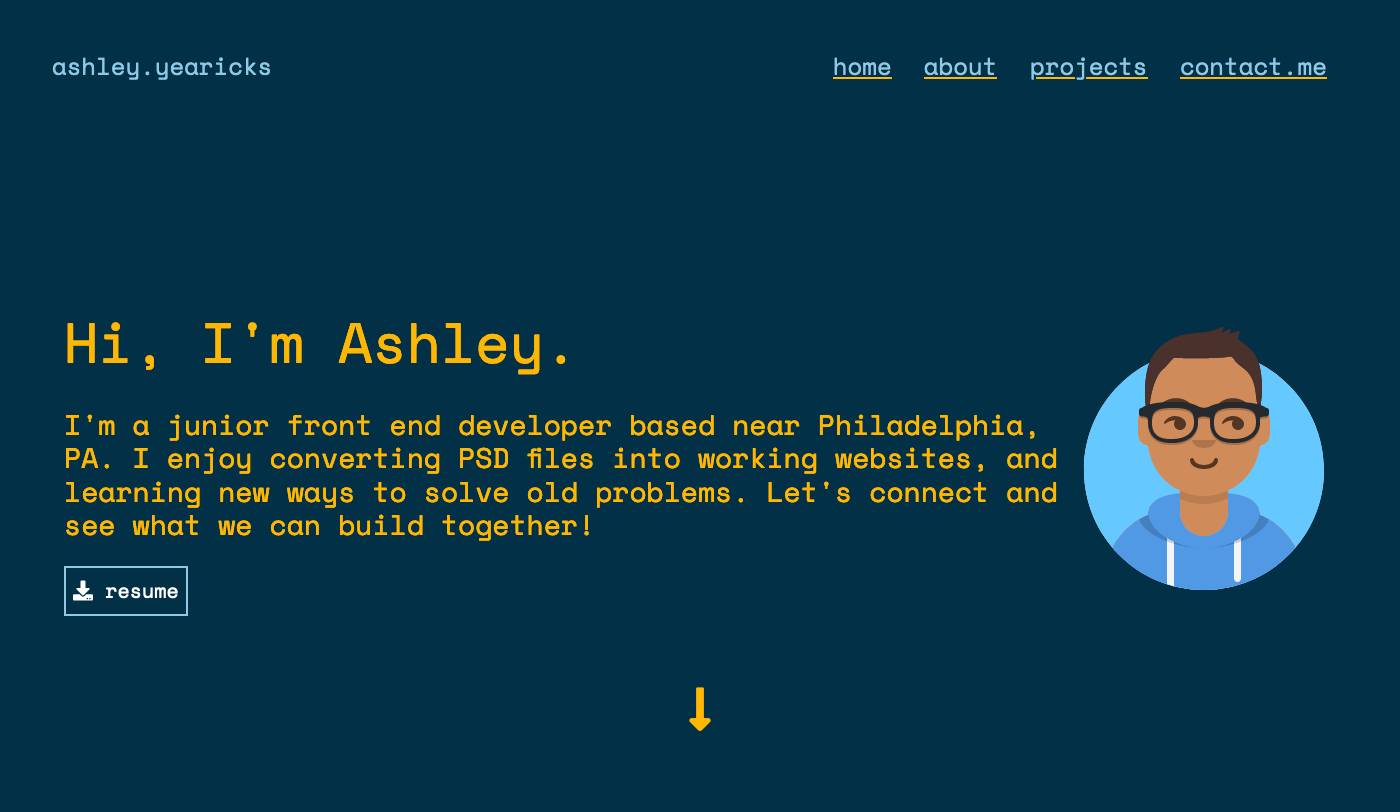 ashley.yearicks
home about projects contact.me
Hi, I'm Ashley.
I'm a junior front end developer based near Philadelphia,
PA. I enjoy converting PSD files into working websites, and
learning new ways to solve old problems. Let's connect and
see what we can build together!
resume